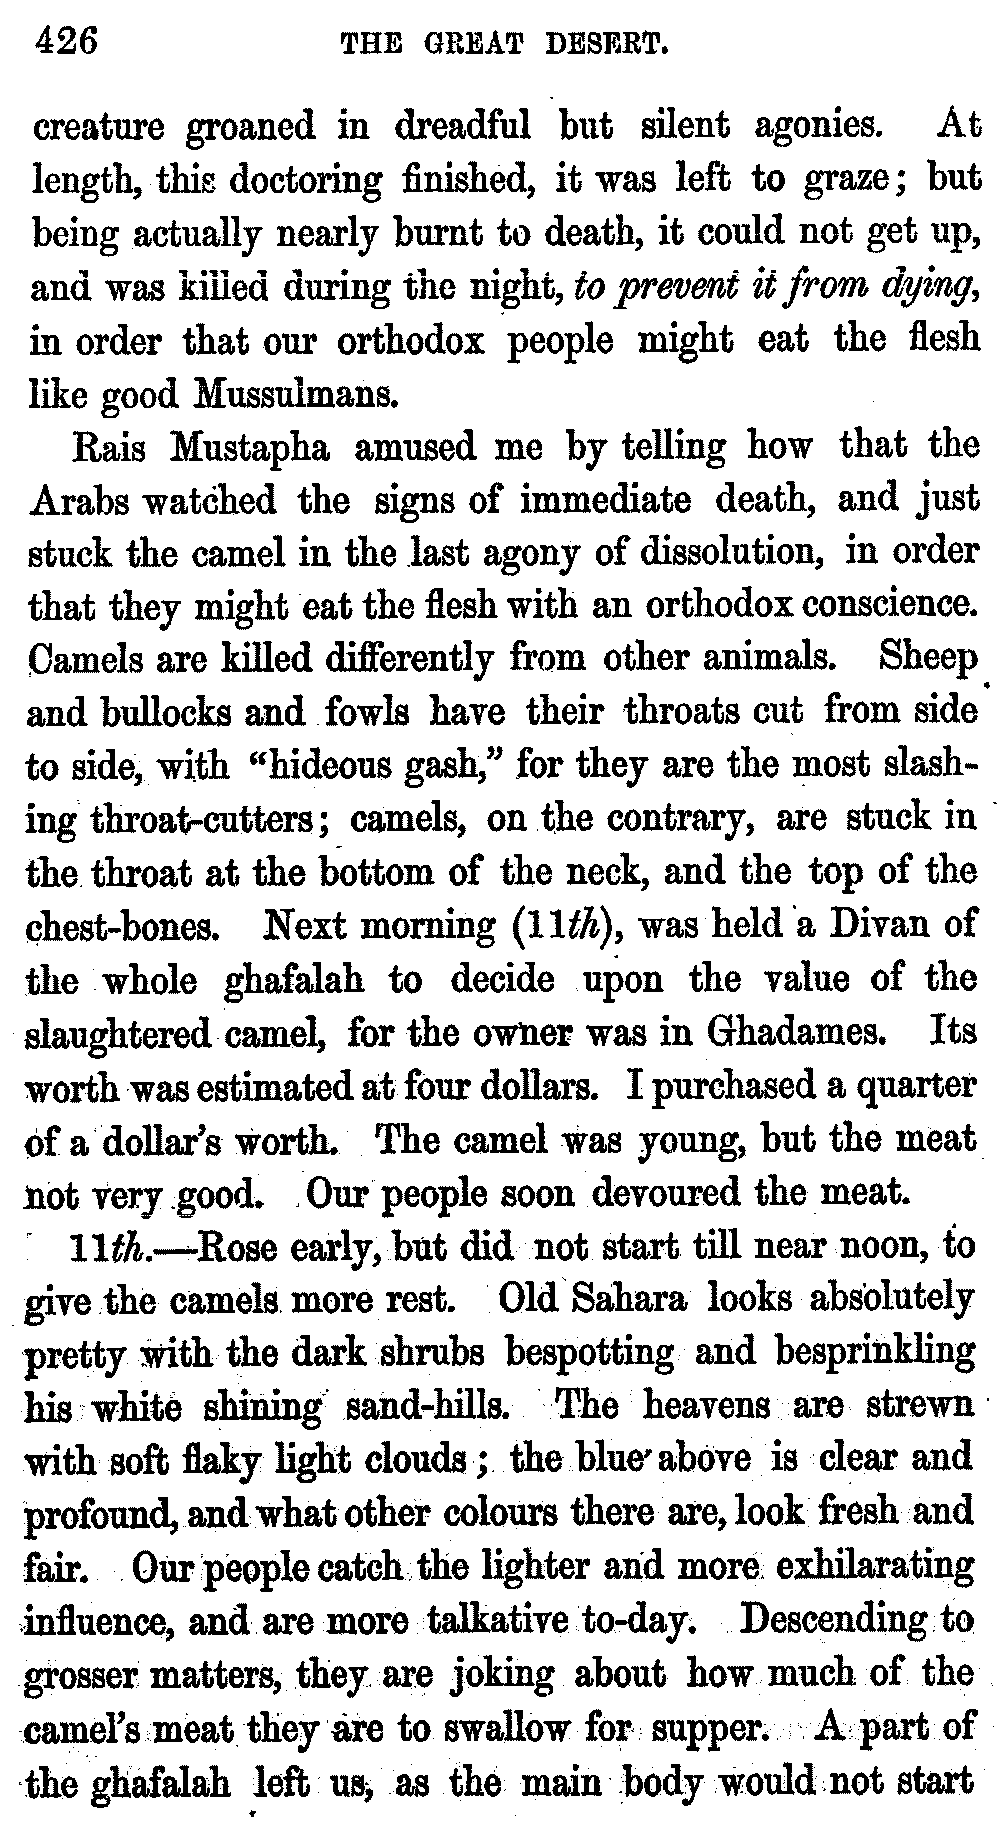 426 THE GREAT DESERT.
creature groaned in dreadful but silent agonies. At
length, this doctoring finished, it was left to graze; but
being actually nearly burnt to death, it could not get up,
and was killed during the night, to prevent it from dying,
in order that our orthodox people might eat the flesh
like good Mussulmans.
Rais Mustapha amused me by telling how that the
Arabs watched the signs of immediate death, and just
stuck the camel in the last agony of dissolution, in order
that they might eat the flesh with an orthodox conscience.
Camels are killed differently from other animals. Sheep
and bullocks and fowls have their throats cut from side
to side, with “hideous gash,” for they are the most slash-
ing throat-cutters; camels, on the contrary, are stuck in
the throat at the bottom of the neck, and the top of the
chest-bones. Next morning (11th), was held a Divan of
the whole ghafalah to decide upon the value of the
slaughtered camel, for the owner was in Ghadames. Its
worth was estimated at four dollars. I purchased a quarter
of a dollar’s worth. The camel was young, but the meat
not very good. Our people soon devoured the meat.
11th.—Rose early, but did not start till near noon, to
give the camels more rest. Old Sahara looks absolutely
pretty with the dark shrubs bespotting and besprinkling
his white shining sand-hills. The heavens are strewn
with soft flaky light clouds; the blue above is clear and
profound, and what other colours there are, look fresh and
fair. Our people catch the lighter and more exhilarating
influence, and are more talkative to-day. Descending to
grosser matters, they are joking about how much of the
camel’s meat they are to swallow for supper. A part of
the ghafalah left us, as the main body would not start